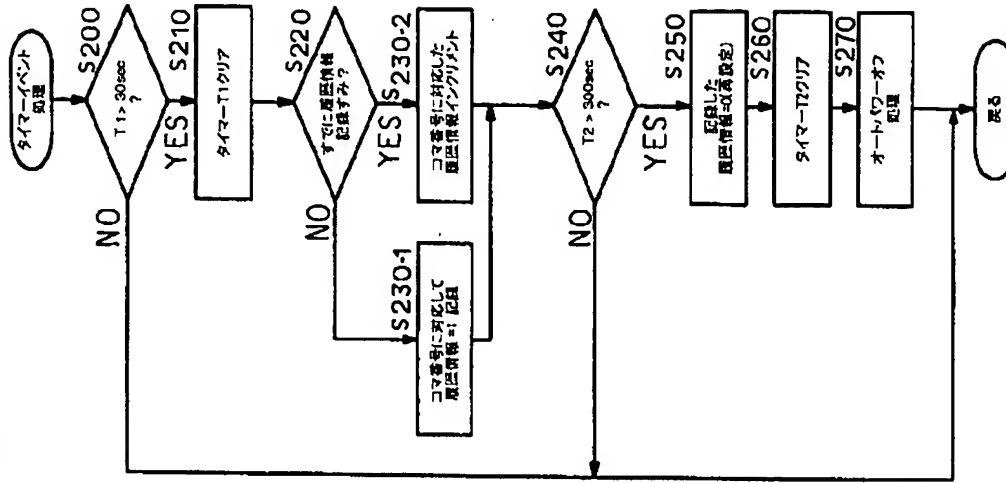 タイマーイベント
処理
S200
T1 > 30sec
?
NO
YES
S210
タイマーT1クリア
S220
すでに履歴情報
記録ずみ?
NO
YES
S230-1
コマ番号に対応して
履歴情報=1 記録
S230-2
コマ番号に対応した
履歴情報インクリメント
S240
T2 > 300sec
?
NO
YES
S250
記録した
履歴情報=0(再設定)
S260
タイマーT2クリア
S270
オートパワーオフ
処理
戻る